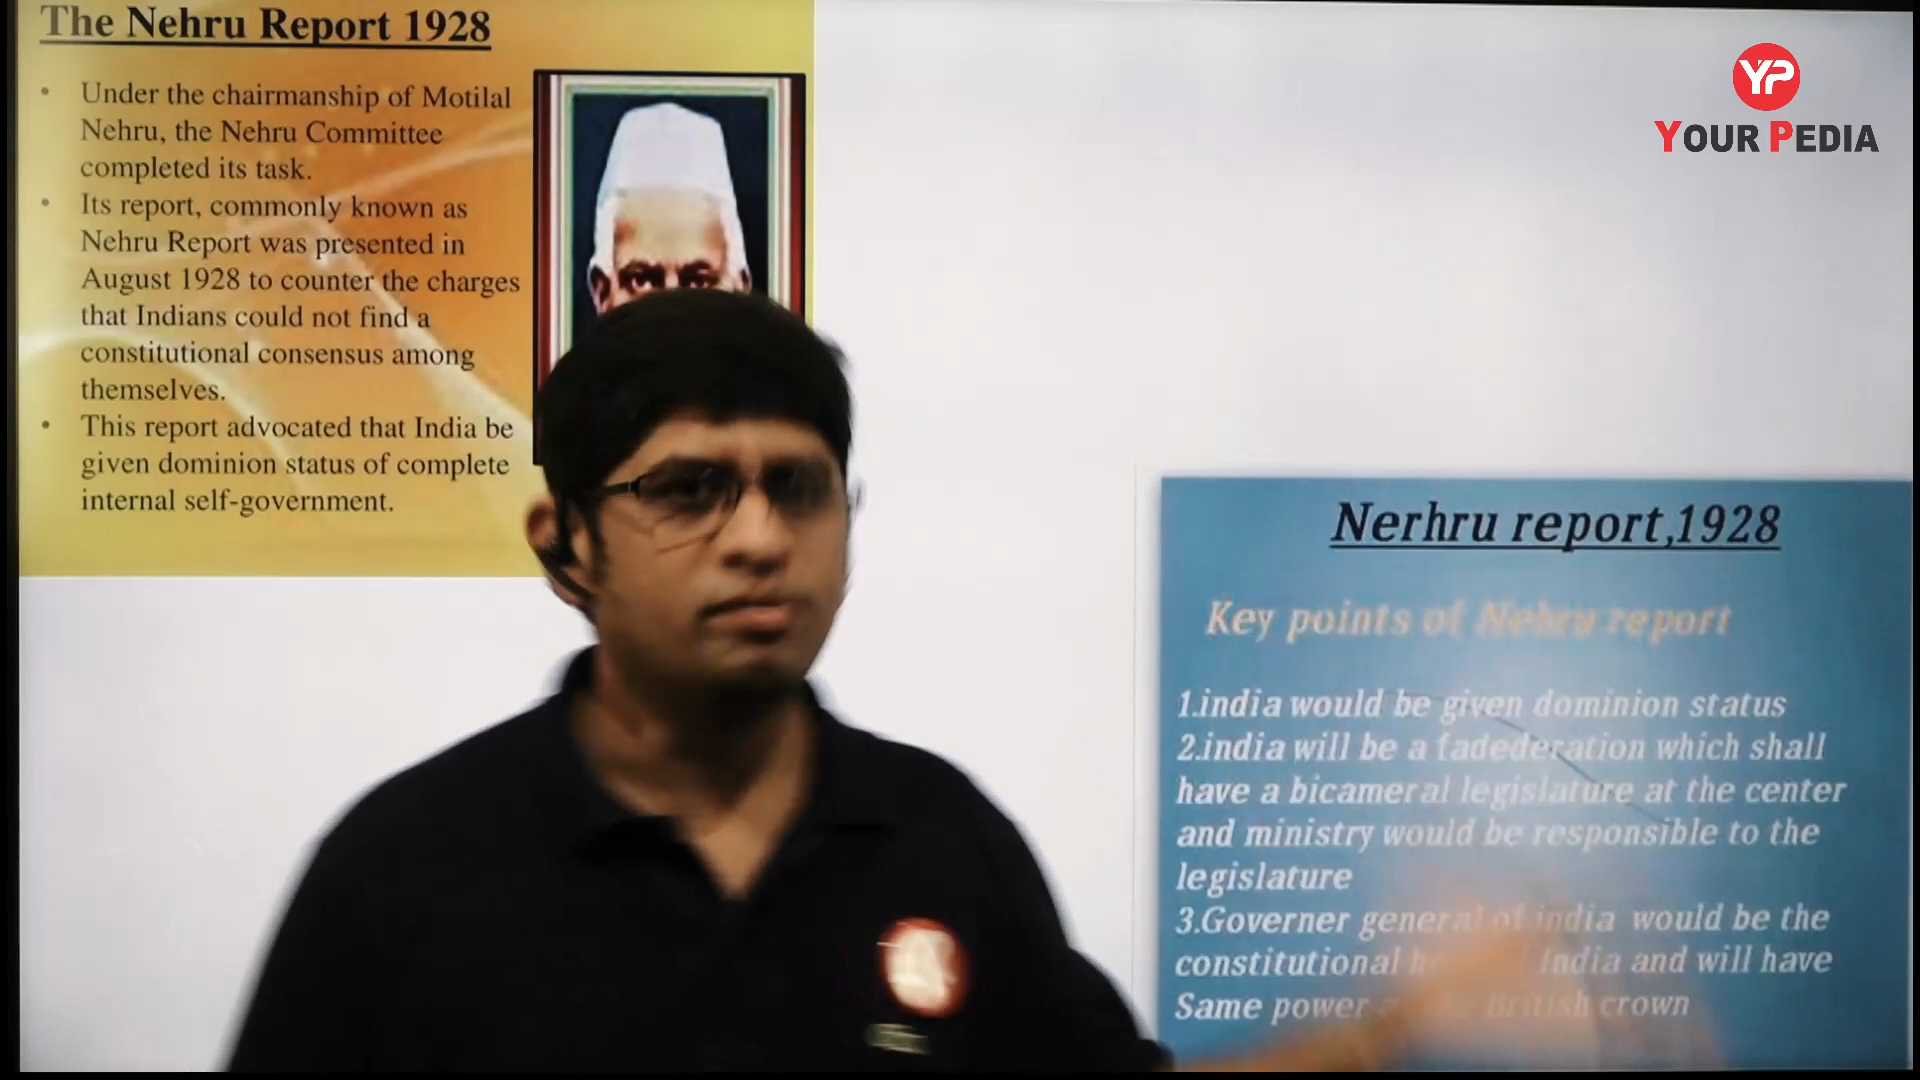 The Nehru Report 1928
• Under the chairmanship of Motilal
Nehru, the Nehru Committee
completed its task.
• Its report, commonly known as
Nehru Report was presented in
August 1928 to counter the charges
that Indians could not find a
constitutional consensus among
themselves.
• This report advocated that India be
given dominion status of complete
internal self-government.
YP
YOUR PEDIA
Nerhru report,1928
Key points of Nehru report
1.india would be given dominion status
2.india will be a fadederation which shall
have a bicameral legislature at the center
and ministry would be responsible to the
legislature
3.Governer general of india would be the
constitutional India and will have
Same power British crown